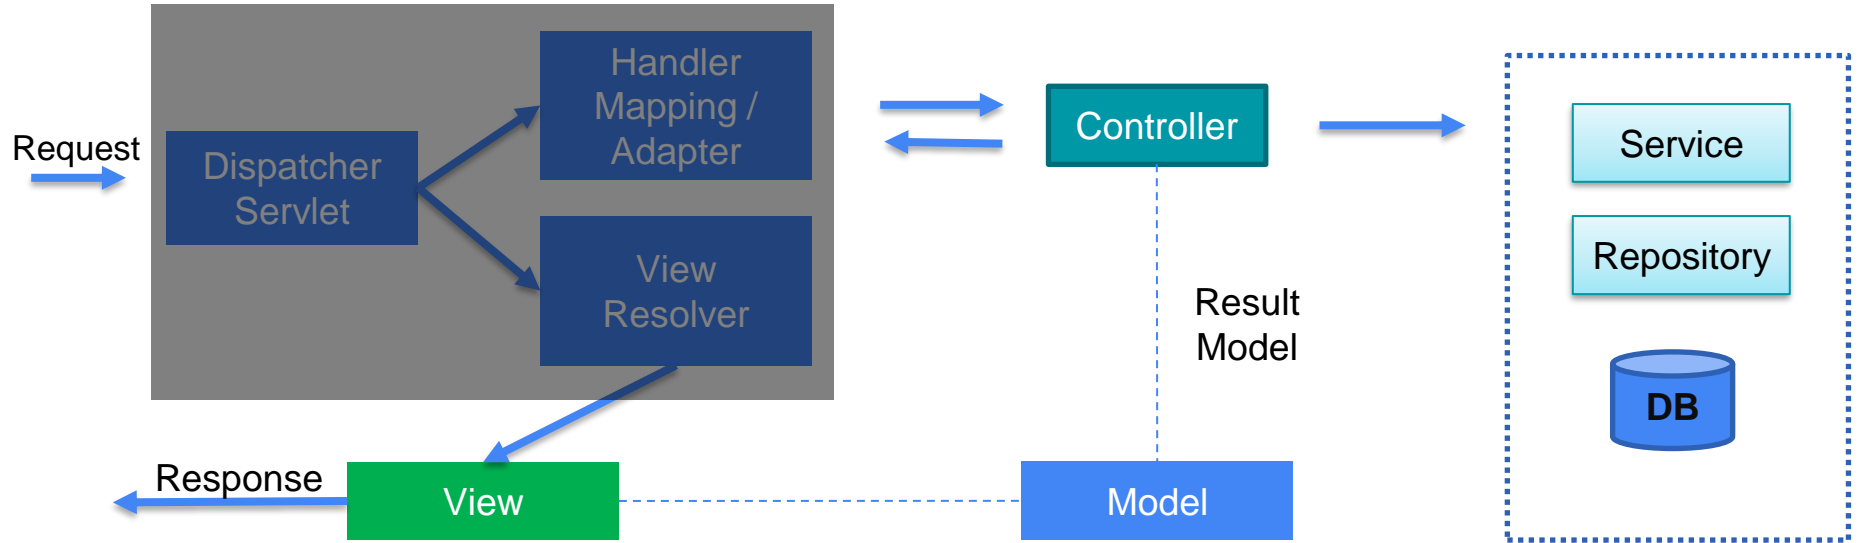 Request
Dispatcher
Servlet
Handler
Mapping /
Adapter
View
Resolver
Controller
Service
Repository
DB
Result
Model
Response
View
Model